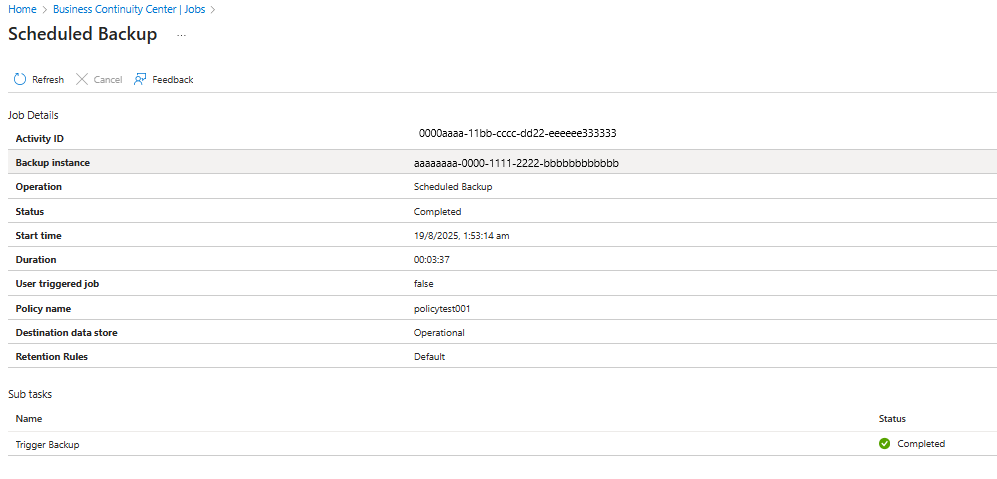 Home > Business Continuity Center | Jobs >
Scheduled Backup ...
Refresh Cancel Feedback
Job Details
Activity ID 0000aaaa-11bb-cccc-dd22-eeeeee333333
Backup instance aaaaaaaa-0000-1111-2222-bbbbbbbbbbbb
Operation Scheduled Backup
Status Completed
Start time 19/8/2025, 1:53:14 am
Duration 00:03:37
User triggered job false
Policy name policytest001
Destination data store Operational
Retention Rules Default
Sub tasks
Name Status
Trigger Backup Completed